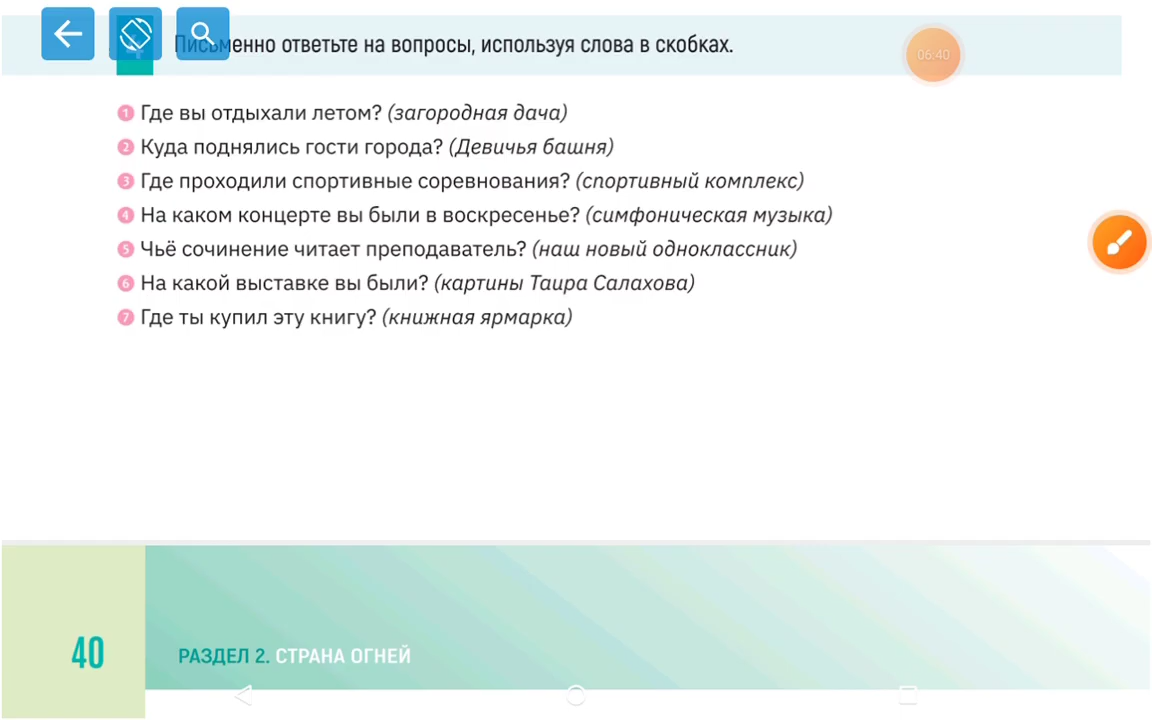 Письменно ответьте на вопросы, используя слова в скобках.
06:40
1 Где вы отдыхали летом? (загородная дача)
2 Куда поднялись гости города? (Девичья башня)
3 Где проходили спортивные соревнования? (спортивный комплекс)
4 На каком концерте вы были в воскресенье? (симфоническая музыка)
5 Чьё сочинение читает преподаватель? (наш новый одноклассник)
6 На какой выставке вы были? (картины Таира Салахова)
7 Где ты купил эту книгу? (книжная ярмарка)
40
РАЗДЕЛ 2. СТРАНА ОГНЕЙ